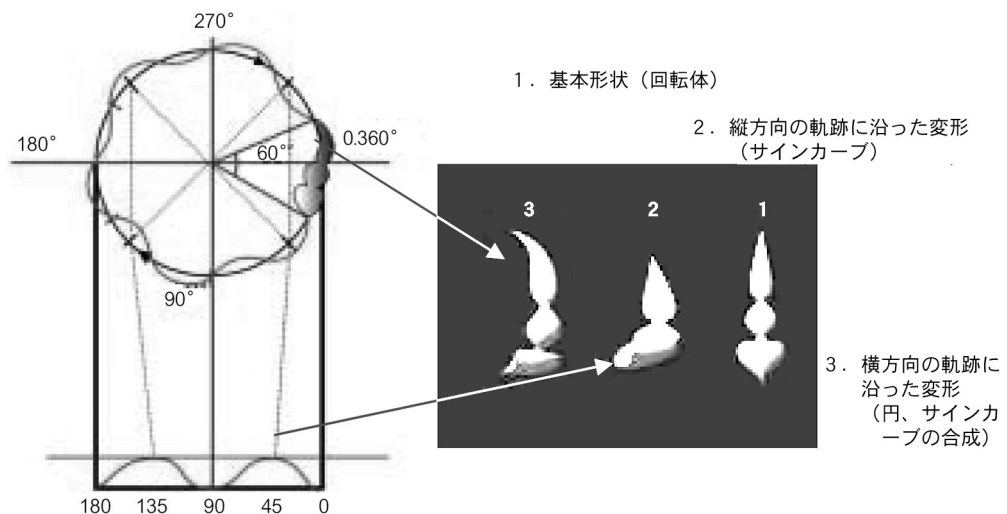 270°
1．基本形状（回転体）
2．縦方向の軌跡に沿った変形
（サインカーブ）
180°
0.360°
60°
3
2
1
90°
3．横方向の軌跡に
沿った変形
（円、サインカ
ーブの合成）
180 135 90 45 0